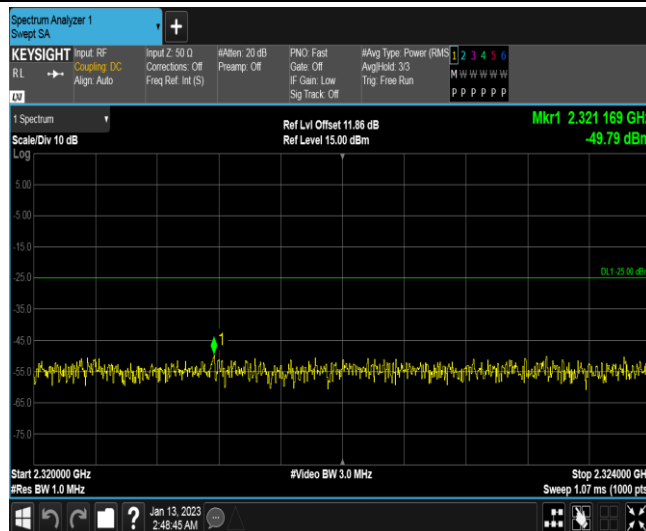 Spectrum Analyzer 1
Swept SA
+
KEYSIGHT Input: RF Input Z: 50 Ω #Atten: 20 dB PNO: Fast #Avg Type: Power (RMS 1 2 3 4 5 6
RL Coupling: DC Corrections: Off Preamp: Off Gate: Off Avg|Hold: 3/3 M W W W W W
Align: Auto Freq Ref: Int (S) IF Gain: Low Trig: Free Run
Sig Track: Off P P P P P P
LXI
1 Spectrum
Scale/Div 10 dB
Ref Lvl Offset 11.86 dB
Ref Level 15.00 dBm
Mkr1 2.321 169 GHz
-49.79 dBm
Log
5.00
-5.00
-15.0
-25.0
DL1 -25.00 dBm
-35.0
-45.0
1
-55.0
-65.0
-75.0
Start 2.320000 GHz #Video BW 3.0 MHz Stop 2.324000 GH
#Res BW 1.0 MHz Sweep 1.07 ms (1000 pts
?
Jan 13, 2023
2:48:45 AM